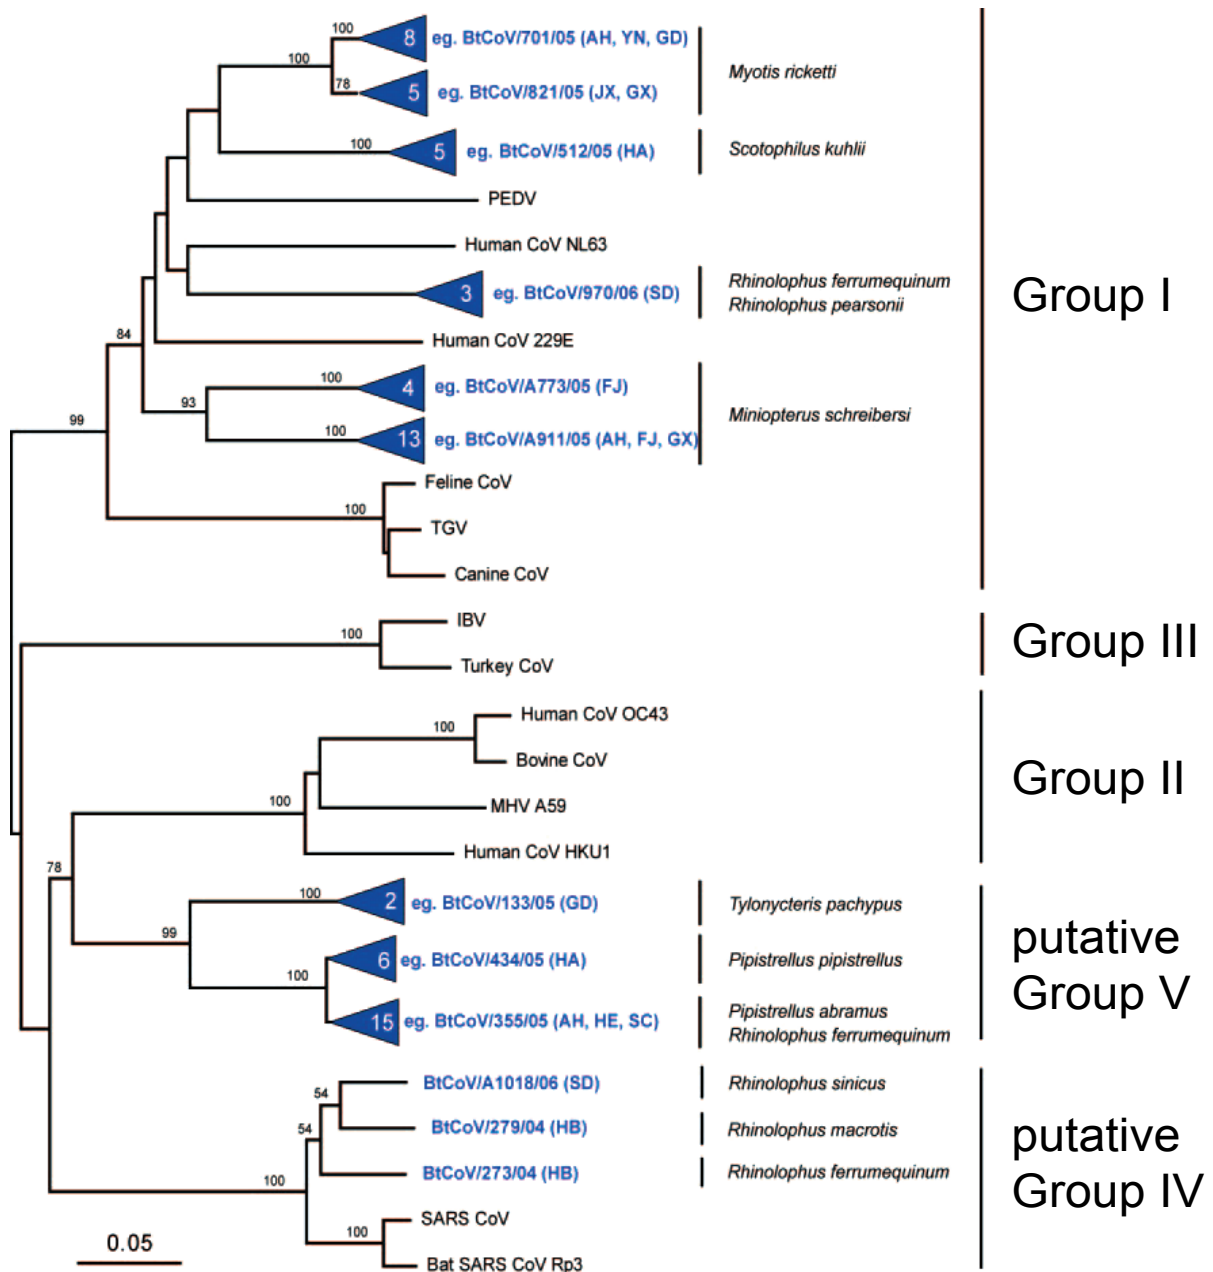 100
8 eg. BtCoV/701/05 (AH, YN, GD)
100
Myotis ricketti
78
5 eg. BtCoV/821/05 (JX, GX)
100
5 eg. BtCoV/512/05 (HA)
Scotophilus kuhlii
PEDV
Human CoV NL63
3 eg. BtCoV/970/06 (SD)
Rhinolophus ferrumequinum
Rhinolophus pearsonii
Group I
84
Human CoV 229E
100
4 eg. BtCoV/A773/05 (FJ)
93
Miniopterus schreibersi
99
100
13 eg. BtCoV/A911/05 (AH, FJ, GX)
Feline CoV
100
TGV
Canine CoV
IBV
100
Group III
Turkey CoV
Human CoV OC43
100
Bovine CoV
Group II
100
MHV A59
Human CoV HKU1
78
100
2 eg. BtCoV/133/05 (GD)
Tylonycteris pachypus
99
6 eg. BtCoV/434/05 (HA)
Pipistrellus pipistrellus
putative
Group V
100
15 eg. BtCoV/355/05 (AH, HE, SC)
Pipistrellus abramus
Rhinolophus ferrumequinum
BtCoV/A1018/06 (SD)
Rhinolophus sinicus
54
54
BtCoV/279/04 (HB)
Rhinolophus macrotis
putative
Group IV
BtCoV/273/04 (HB)
Rhinolophus ferrumequinum
100
SARS CoV
100
Bat SARS CoV Rp3
0.05